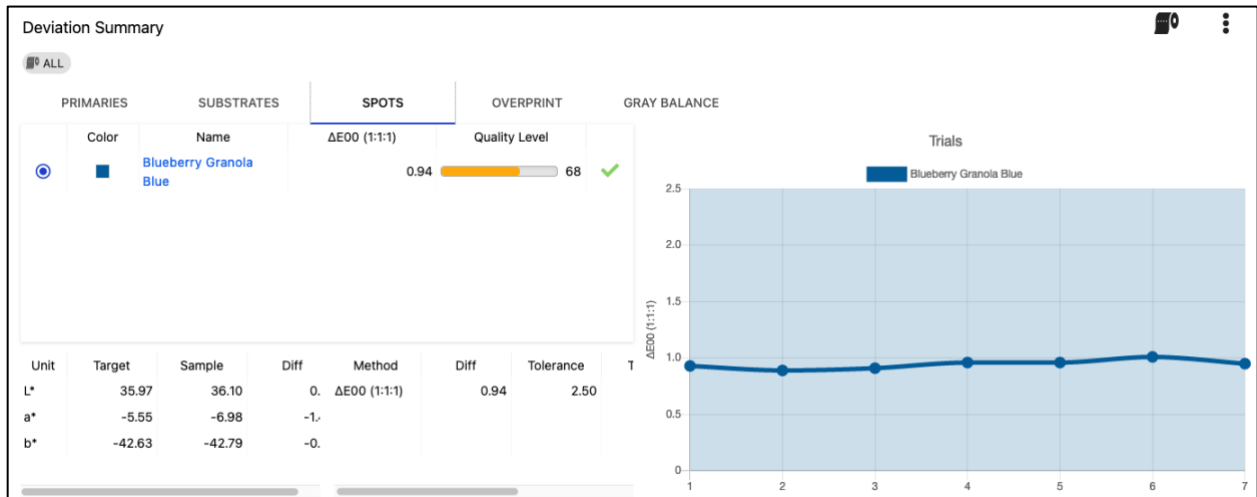 Deviation Summary
ALL
PRIMARIES SUBSTRATES SPOTS OVERPRINT GRAY BALANCE
Color Name ΔE00 (1:1:1) Quality Level
Blueberry Granola
Blue
0.94 68
Unit Target Sample Diff
L* 35.97 36.10 0.
a* -5.55 -6.98 -1.
b* -42.63 -42.79 -0.
Method Diff Tolerance T
ΔE00 (1:1:1) 0.94 2.50
Trials
Blueberry Granola Blue
ΔE00 (1:1:1)
2.5
2.0
1.5
1.0
0.5
0
1 2 3 4 5 6 7